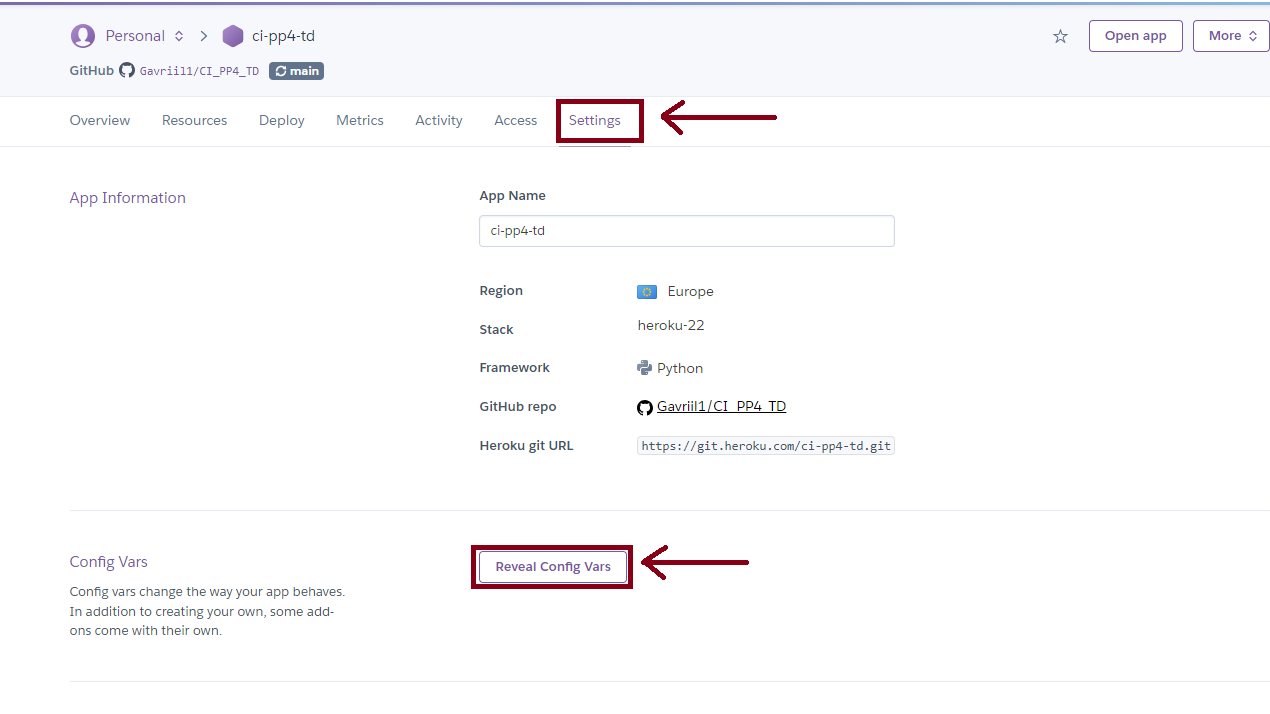 Personal ci-pp4-td Open app More
GitHub Gavriil1/CI_PP4_TD main
Overview Resources Deploy Metrics Activity Access Settings
App Information
App Name
ci-pp4-td
Region Europe
Stack heroku-22
Framework Python
GitHub repo Gavriil1/CI_PP4_TD
Heroku git URL https://git.heroku.com/ci-pp4-td.git
Config Vars
Config vars change the way your app behaves.
In addition to creating your own, some add-
ons come with their own.
Reveal Config Vars